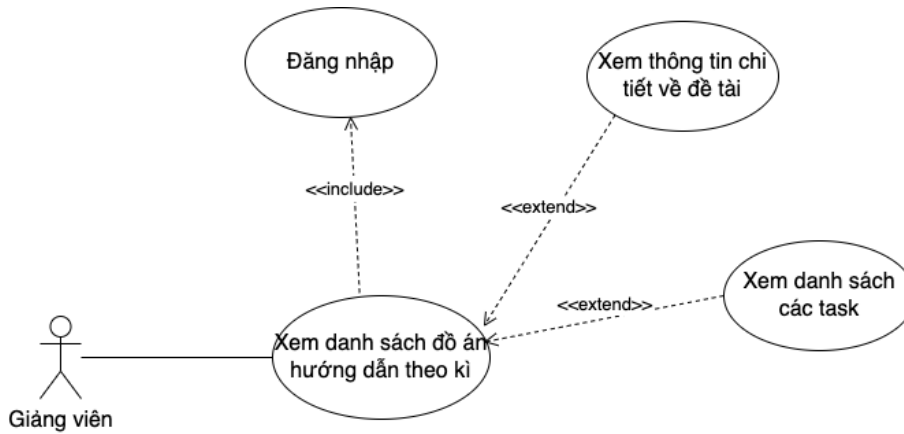 Đăng nhập
Xem thông tin chi
tiết về đề tài
<<include>>
<<extend>>
Xem danh sách
các task
<<extend>>
Xem danh sách đồ án
hướng dẫn theo kì
Giảng viên